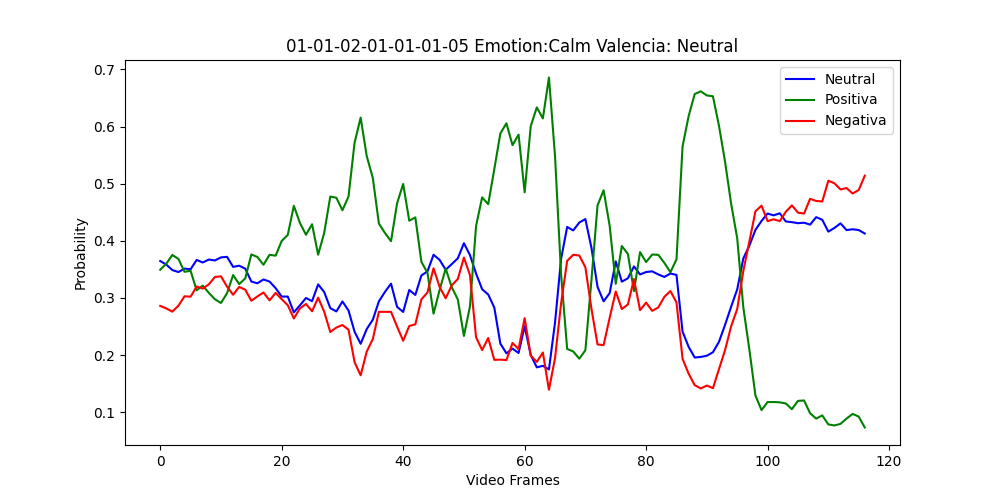 01-01-02-01-01-01-05 Emotion:Calm Valencia: Neutral
Neutral
Positiva
Negativa
Probability
0.7
0.6
0.5
0.4
0.3
0.2
0.1
0 20 40 60 80 100 120
Video Frames